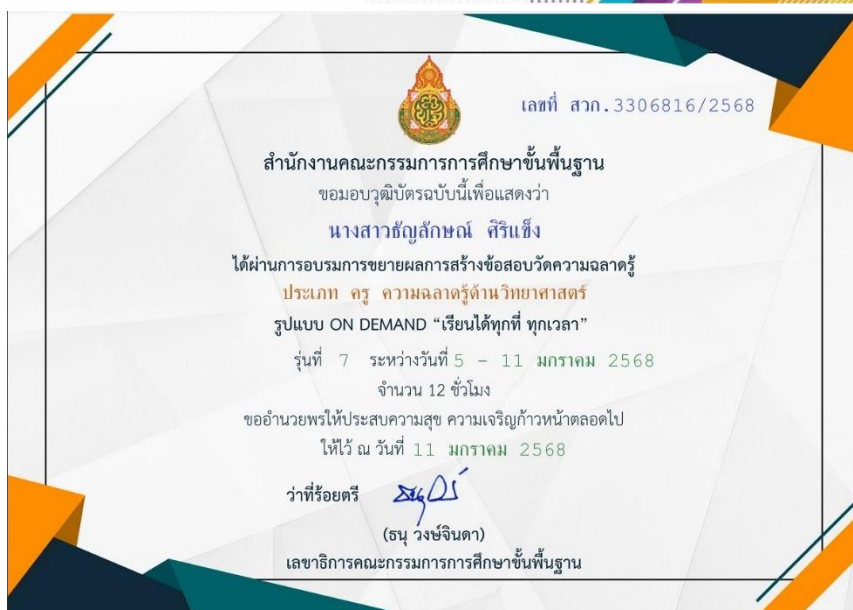 เลขที่ สวก.3306816/2568
สำนักงานคณะกรรมการการศึกษาขั้นพื้นฐาน
ขอมอบวุฒิบัตรฉบับนี้เพื่อแสดงว่า
นางสาวธัญลักษณ์ ศิริแข็ง
ได้ผ่านการอบรมการขยายผลการสร้างข้อสอบวัดความฉลาดรู้
ประเภท ครู ความฉลาดรู้ด้านวิทยาศาสตร์
รูปแบบ ON DEMAND “เรียนได้ทุกที่ ทุกเวลา”
รุ่นที่ 7 ระหว่างวันที่ 5 - 11 มกราคม 2568
จำนวน 12 ชั่วโมง
ขออำนวยพรให้ประสบความสุข ความเจริญก้าวหน้าตลอดไป
ให้ไว้ ณ วันที่ 11 มกราคม 2568
ว่าที่ร้อยตรี
(ธนุ วงษ์จินดา)
เลขาธิการคณะกรรมการการศึกษาขั้นพื้นฐาน